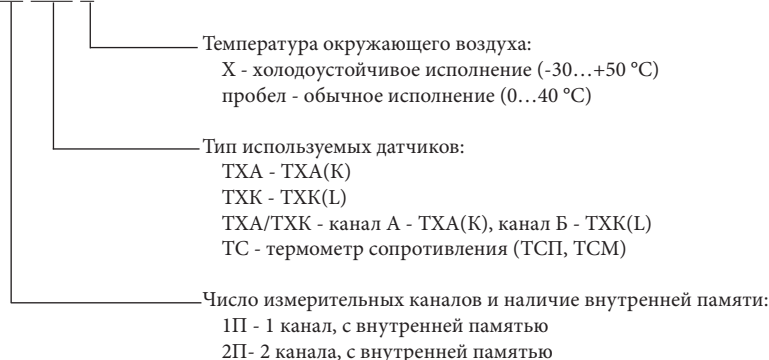 Температура окружающего воздуха:
Х - холодоустойчивое исполнение (-30…+50 °С)
пробел - обычное исполнение (0…40 °С)
Тип используемых датчиков:
ТХА - ТХА(К)
ТХК - ТХК(L)
ТХА/ТХК - канал А - ТХА(К), канал Б - ТХК(L)
ТС - термометр сопротивления (ТСП, ТСМ)
Число измерительных каналов и наличие внутренней памяти:
1П - 1 канал, с внутренней памятью
2П- 2 канала, с внутренней памятью